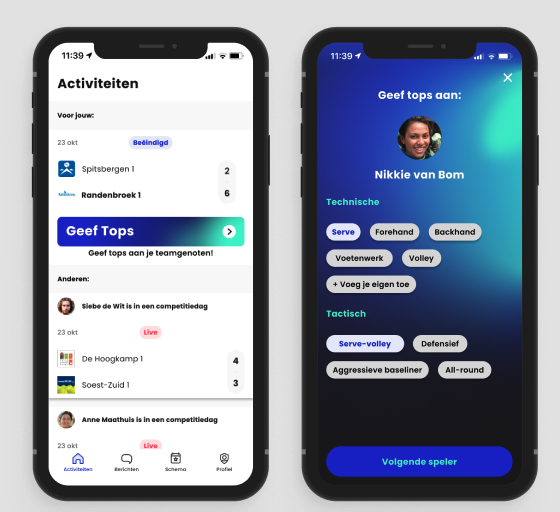 11:39
Activiteiten
Voor jouw:
23 okt
Beëindigd
Spitsbergen 1
2
Randenbroek 1
6
Geef Tops
Geef tops aan je teamgenoten!
Anderen:
Siebe de Wit is in een competitiedag
23 okt
Live
De Hoogkamp 1
4
Soest-Zuid 1
3
Anne Maathuis is in een competitiedag
23 okt
Live
Activiteiten
Berichten
Schema
Profiel
11:39
Geef tops aan:
Nikkie van Bom
Technische
Serve
Forehand
Backhand
Voetenwerk
Volley
+ Voeg je eigen toe
Tactisch
Serve-volley
Defensief
Aggressieve baseliner
All-round
Volgende speler